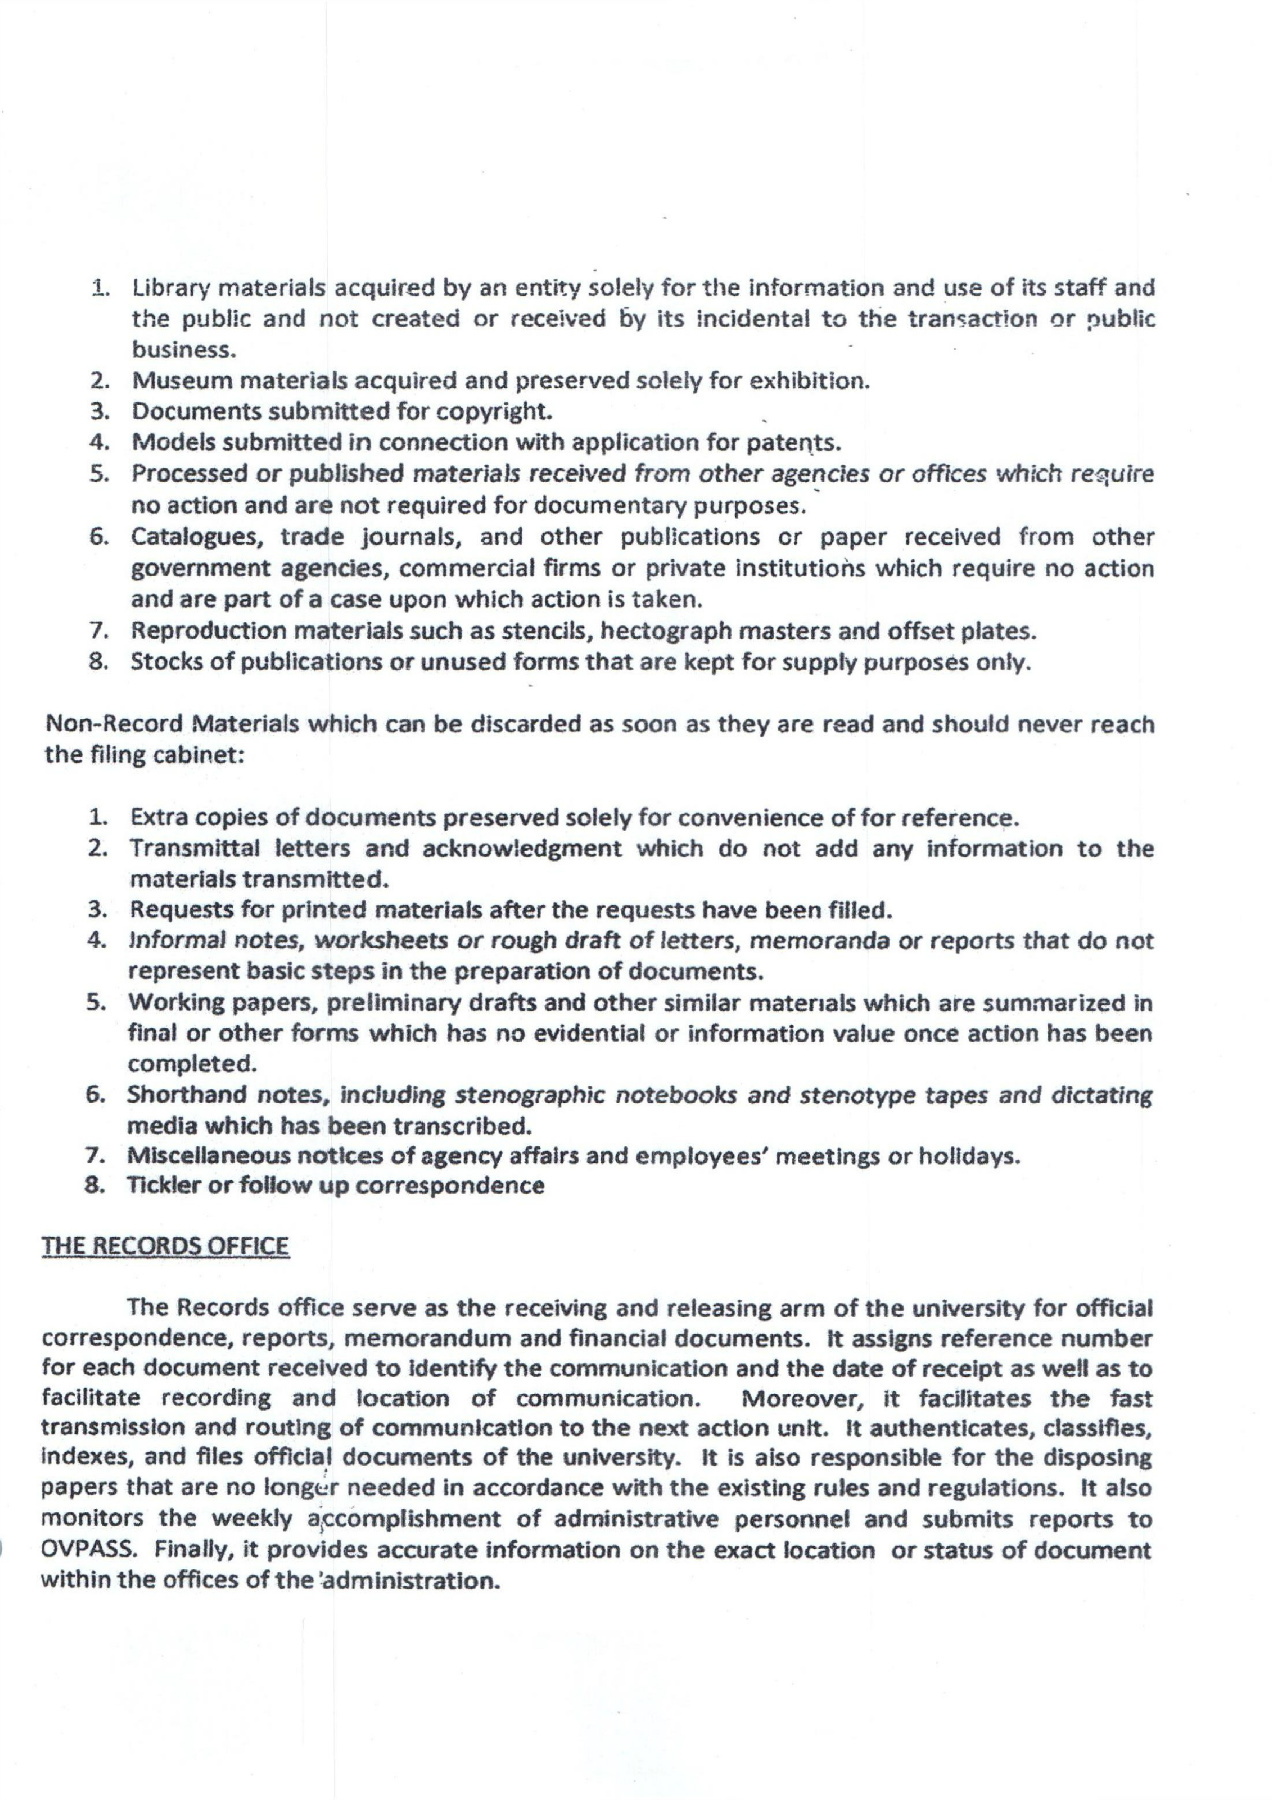 1. Library materials acquired by an entity solely for the information and use of its staff and
the public and not created or received by its incidental to the transaction or public
business.
2. Museum materials acquired and preserved solely for exhibition.
3. Documents submitted for copyright.
4. Models submitted in connection with application for patents.
5. Processed or published materials received from other agencies or offices which require
no action and are not required for documentary purposes.
6. Catalogues, trade journals, and other publications or paper received from other
government agencies, commercial firms or private institutions which require no action
and are part of a case upon which action is taken.
7. Reproduction materials such as stencils, hectograph masters and offset plates.
8. Stocks of publications or unused forms that are kept for supply purposes only.
Non-Record Materials which can be discarded as soon as they are read and should never reach
the filing cabinet:
1. Extra copies of documents preserved solely for convenience of for reference.
2. Transmittal letters and acknowledgment which do not add any information to the
materials transmitted.
3. Requests for printed materials after the requests have been filled.
4. Informal notes, worksheets or rough draft of letters, memoranda or reports that do not
represent basic steps in the preparation of documents.
5. Working papers, preliminary drafts and other similar materials which are summarized in
final or other forms which has no evidential or information value once action has been
completed.
6. Shorthand notes, including stenographic notebooks and stenotype tapes and dictating
media which has been transcribed.
7. Miscellaneous notices of agency affairs and employees' meetings or holidays.
8. Tickler or follow up correspondence
THE RECORDS OFFICE
The Records office serve as the receiving and releasing arm of the university for official
correspondence, reports, memorandum and financial documents. It assigns reference number
for each document received to identify the communication and the date of receipt as well as to
facilitate recording and location of communication. Moreover, it facilitates the fast
transmission and routing of communication to the next action unit. It authenticates, classifies,
indexes, and files official documents of the university. It is also responsible for the disposing
papers that are no longer needed in accordance with the existing rules and regulations. It also
monitors the weekly accomplishment of administrative personnel and submits reports to
OVPASS. Finally, it provides accurate information on the exact location or status of document
within the offices of the administration.